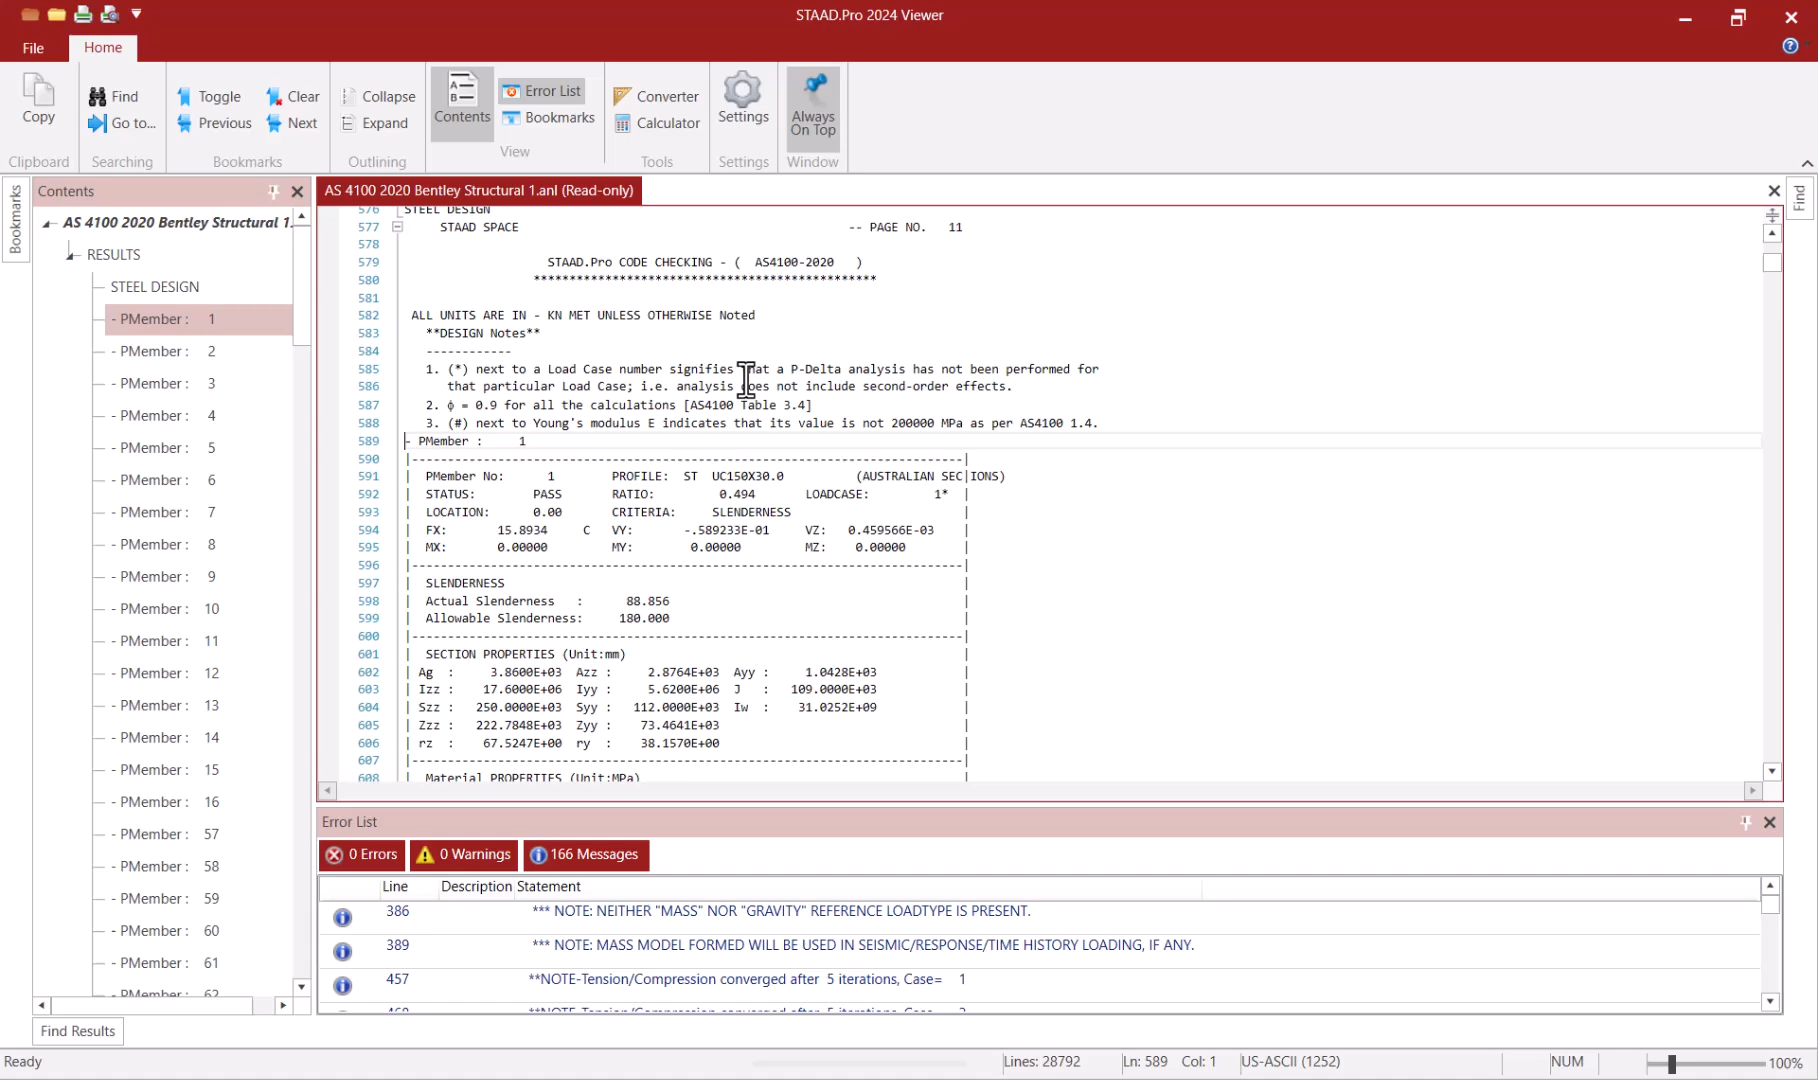 STAAD.Pro 2024 Viewer
File
Home
Copy
Clipboard
Find
Go to...
Searching
Toggle
Clear
Previous
Next
Bookmarks
Collapse
Expand
Outlining
Contents
Error List
Bookmarks
View
Converter
Calculator
Tools
Settings
Settings
Always
On Top
Window
Bookmarks
Contents
AS 4100 2020 Bentley Structural 1.
RESULTS
STEEL DESIGN
- PMember : 1
- PMember : 2
- PMember : 3
- PMember : 4
- PMember : 5
- PMember : 6
- PMember : 7
- PMember : 8
- PMember : 9
- PMember : 10
- PMember : 11
- PMember : 12
- PMember : 13
- PMember : 14
- PMember : 15
- PMember : 16
- PMember : 57
- PMember : 58
- PMember : 59
- PMember : 60
- PMember : 61
- PMember : 62
AS 4100 2020 Bentley Structural 1.anl (Read-only)
Find
576 STEEL DESIGN
577 STAAD SPACE -- PAGE NO. 11
578
579 STAAD.Pro CODE CHECKING - ( AS4100-2020 )
580 ***********************************************
581
582 ALL UNITS ARE IN - KN MET UNLESS OTHERWISE Noted
583 **DESIGN Notes**
584 ------------
585 1. (*) next to a Load Case number signifies that a P-Delta analysis has not been performed for
586 that particular Load Case; i.e. analysis does not include second-order effects.
587 2. ϕ = 0.9 for all the calculations [AS4100 Table 3.4]
588 3. (#) next to Young's modulus E indicates that its value is not 200000 MPa as per AS4100 1.4.
589 - PMember : 1
590 |-----------------------------------------------------------------------------|
591 | PMember No: 1 PROFILE: ST UC150X30.0 (AUSTRALIAN SEC|IONS)
592 | STATUS: PASS RATIO: 0.494 LOADCASE: 1* |
593 | LOCATION: 0.00 CRITERIA: SLENDERNESS |
594 | FX: 15.8934 C VY: -.589233E-01 VZ: 0.459566E-03 |
595 | MX: 0.00000 MY: 0.00000 MZ: 0.00000 |
596 |-----------------------------------------------------------------------------|
597 | SLENDERNESS |
598 | Actual Slenderness : 88.856 |
599 | Allowable Slenderness: 180.000 |
600 |-----------------------------------------------------------------------------|
601 | SECTION PROPERTIES (Unit:mm) |
602 | Ag : 3.8600E+03 Azz : 2.8764E+03 Ayy : 1.0428E+03 |
603 | Izz : 17.6000E+06 Iyy : 5.6200E+06 J : 109.0000E+03 |
604 | Szz : 250.0000E+03 Syy : 112.0000E+03 Iw : 31.0252E+09 |
605 | Zzz : 222.7848E+03 Zyy : 73.4641E+03 |
606 | rz : 67.5247E+00 ry : 38.1570E+00 |
607 |-----------------------------------------------------------------------------|
608 | Material PROPERTIES (Unit:MPa) |
Error List
0 Errors
0 Warnings
166 Messages
Line Description Statement
386 *** NOTE: NEITHER "MASS" NOR "GRAVITY" REFERENCE LOADTYPE IS PRESENT.
389 *** NOTE: MASS MODEL FORMED WILL BE USED IN SEISMIC/RESPONSE/TIME HISTORY LOADING, IF ANY.
457 **NOTE-Tension/Compression converged after 5 iterations, Case= 1
Find Results
Ready
Lines: 28792
Ln: 589 Col: 1
US-ASCII (1252)
NUM
100%